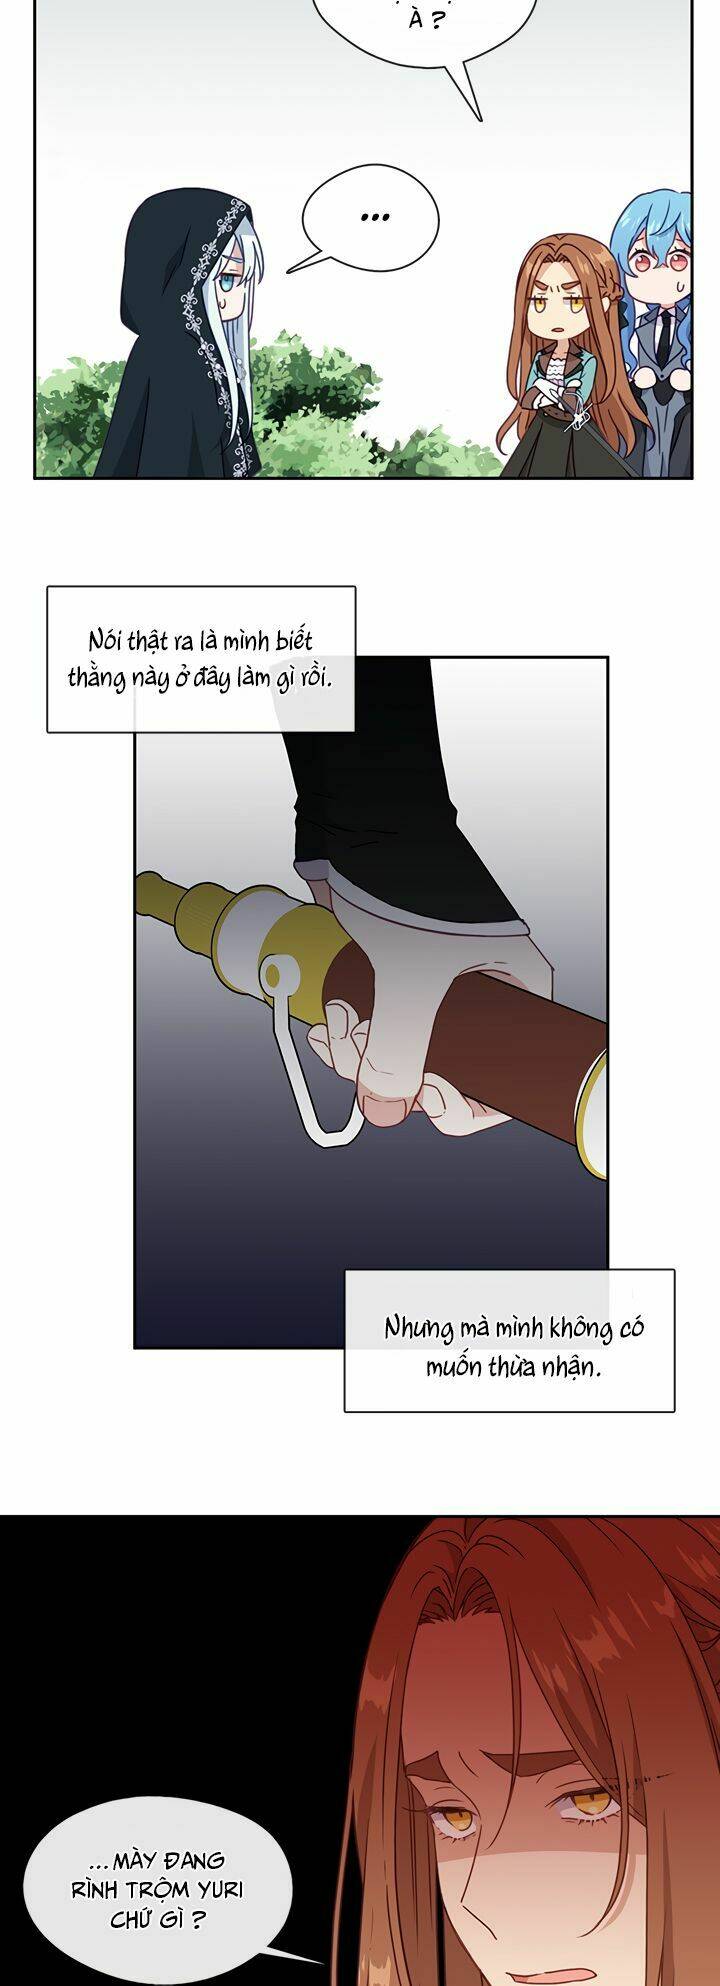 À ?
...
Nói thật ra là mình biết
thằng này ở đây làm gì rồi.
Nhưng mà mình không có
muốn thừa nhận.
...MÀY ĐANG
RÌNH TRỘM YURI
CHỨ GÌ ?